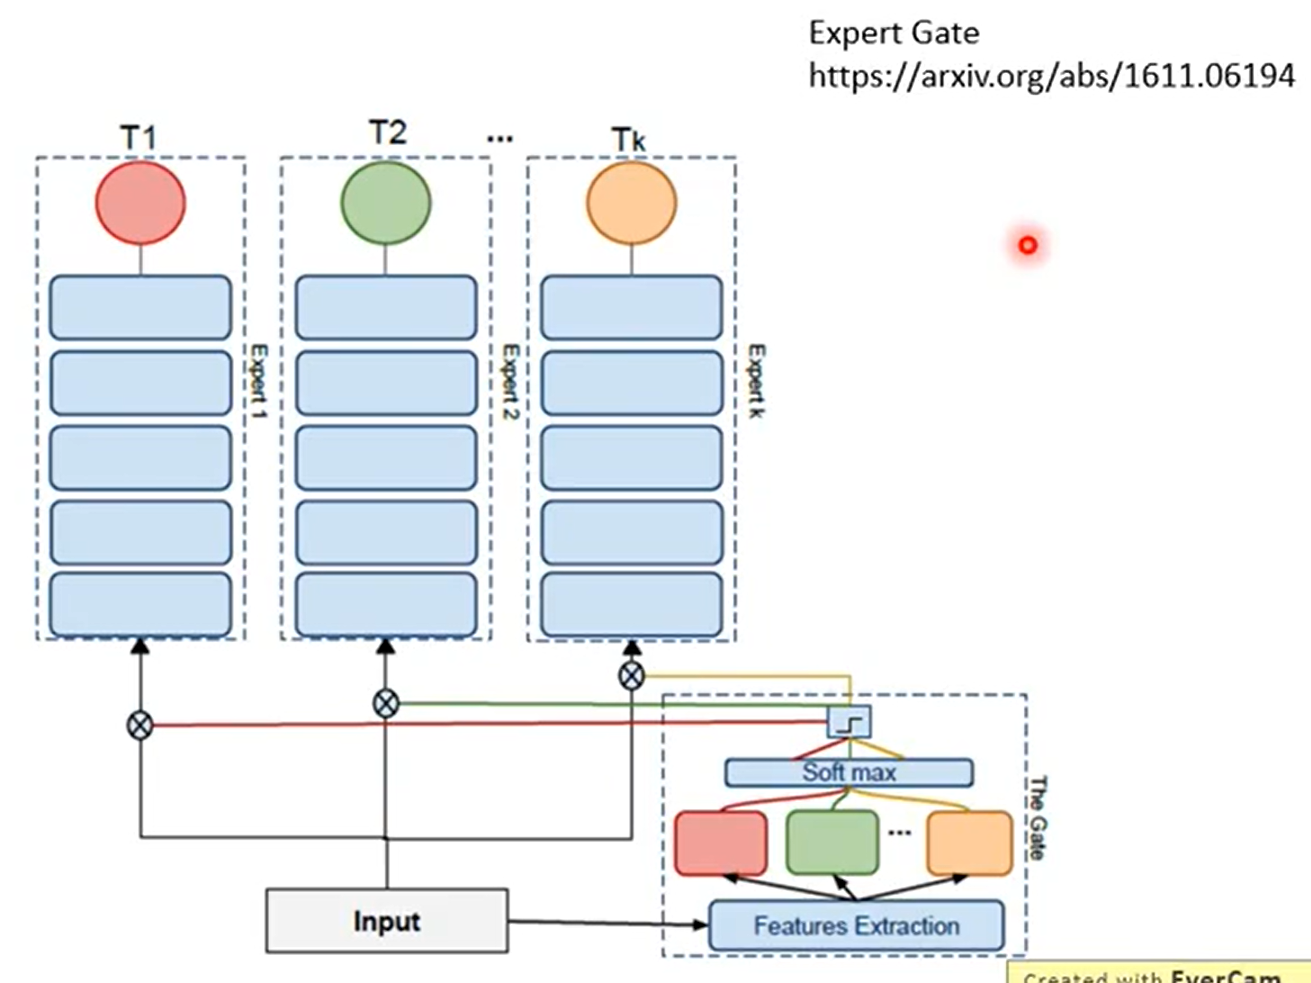 Expert Gate
https://arxiv.org/abs/1611.06194
T1
T2
...
Tk
Expert 1
Expert 2
Expert k
Soft max
...
The Gate
Input
Features Extraction
Created with EverCam